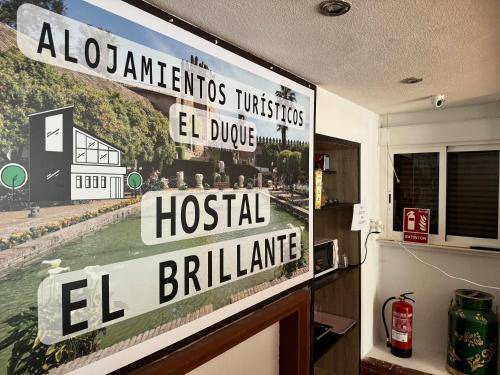 ALOJAMIENTOS TURÍSTICOS
EL DUQUE
HOSTAL
EL BRILLANTE
EXTINTOR